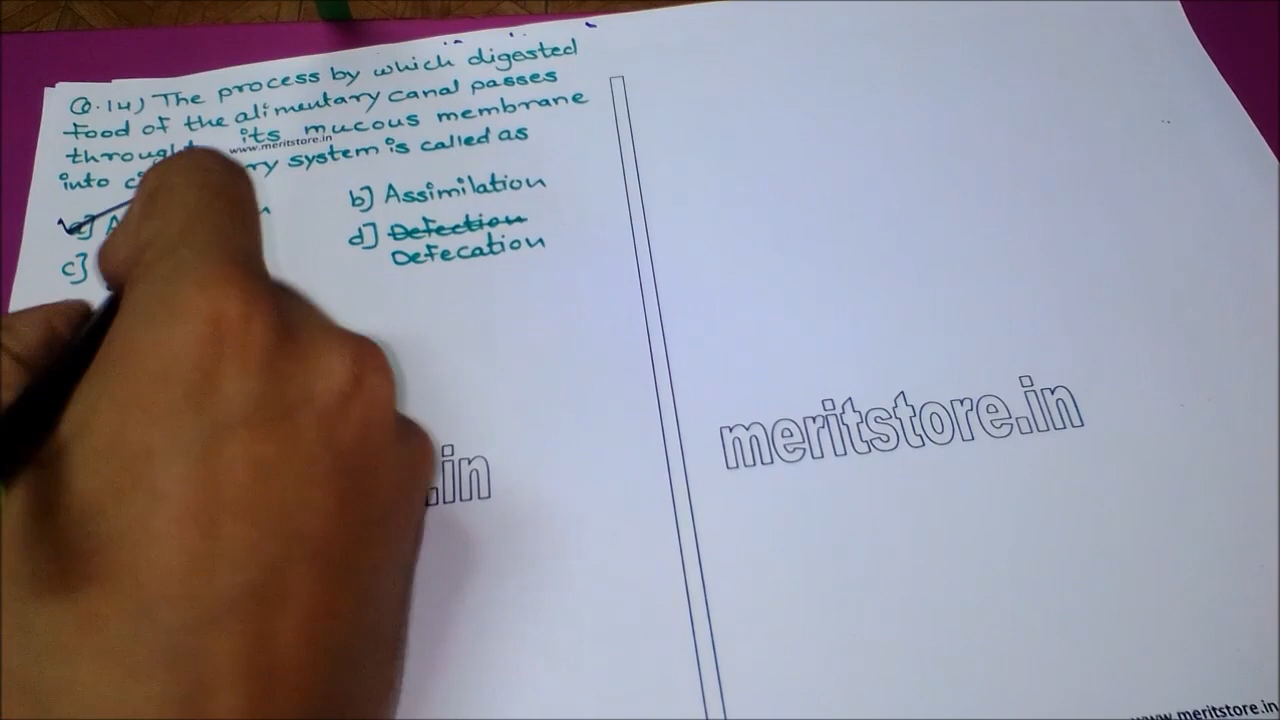 Q.14) The process by which digested
food of the alimentary canal passes
through its mucous membrane
www.meritstore.in
into system is called as
a]
b] Assimilation
c]
d] Defection
Defecation
.in
meritstore.in
www.meritstore.in